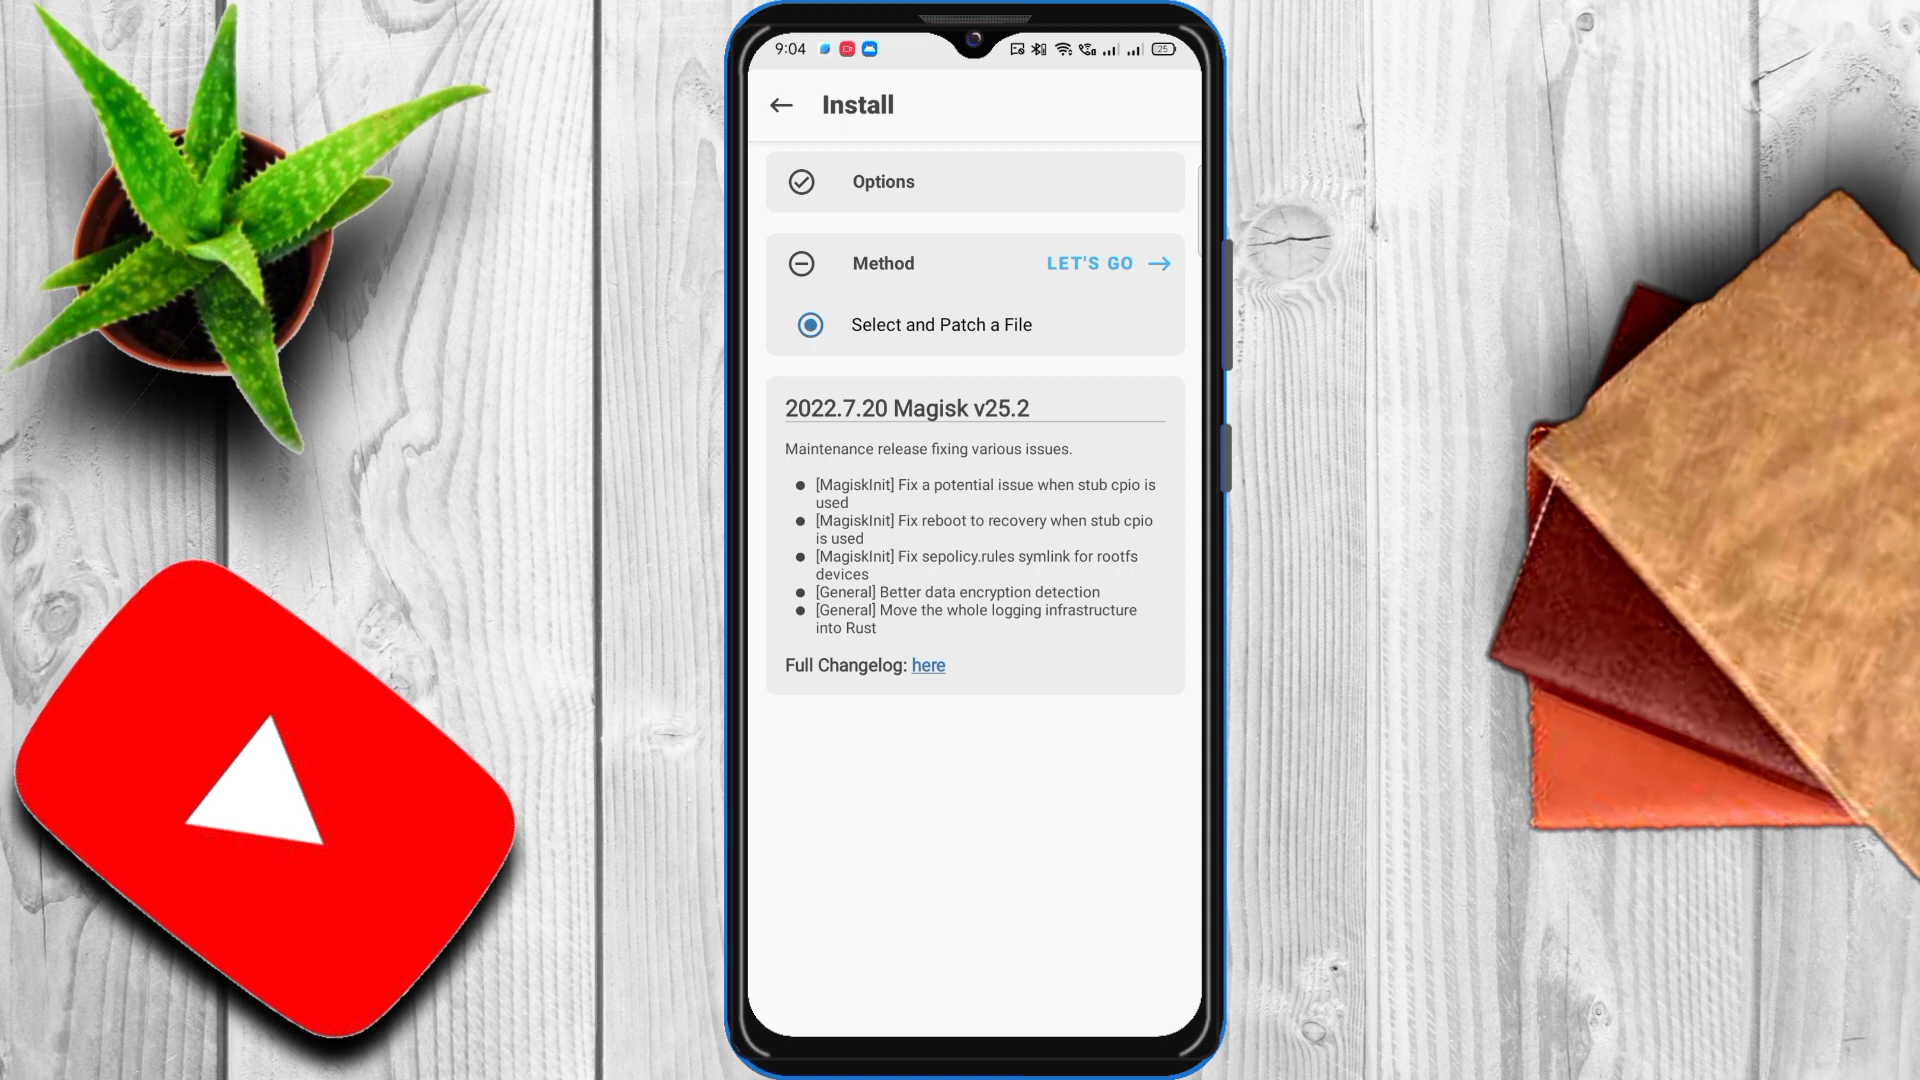 9:04
25
Install
Options
Method
LET'S GO
Select and Patch a File
2022.7.20 Magisk v25.2
Maintenance release fixing various issues.
[MagiskInit] Fix a potential issue when stub cpio is
used
[MagiskInit] Fix reboot to recovery when stub cpio
is used
[MagiskInit] Fix sepolicy.rules symlink for rootfs
devices
[General] Better data encryption detection
[General] Move the whole logging infrastructure
into Rust
Full Changelog: here